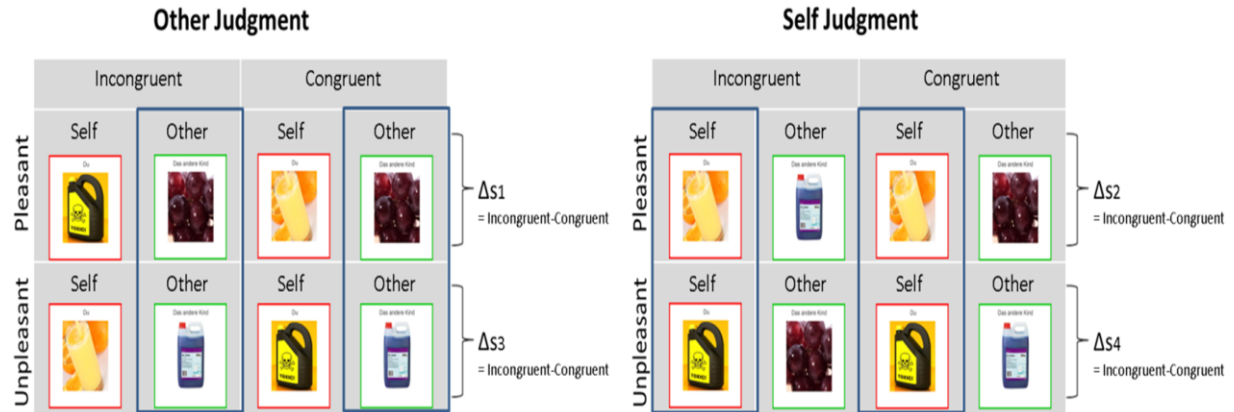 Other Judgment
Incongruent
Congruent
Pleasant
Self
Other
Self
Other
Du
Das andere Kind
Du
Das andere Kind
Δs1
= Incongruent-Congruent
Unpleasant
Self
Other
Self
Other
Du
Das andere Kind
Du
Das andere Kind
Δs3
= Incongruent-Congruent
Self Judgment
Incongruent
Congruent
Pleasant
Self
Other
Self
Other
Du
Das andere Kind
Du
Das andere Kind
Δs2
= Incongruent-Congruent
Unpleasant
Self
Other
Self
Other
Du
Das andere Kind
Du
Das andere Kind
Δs4
= Incongruent-Congruent